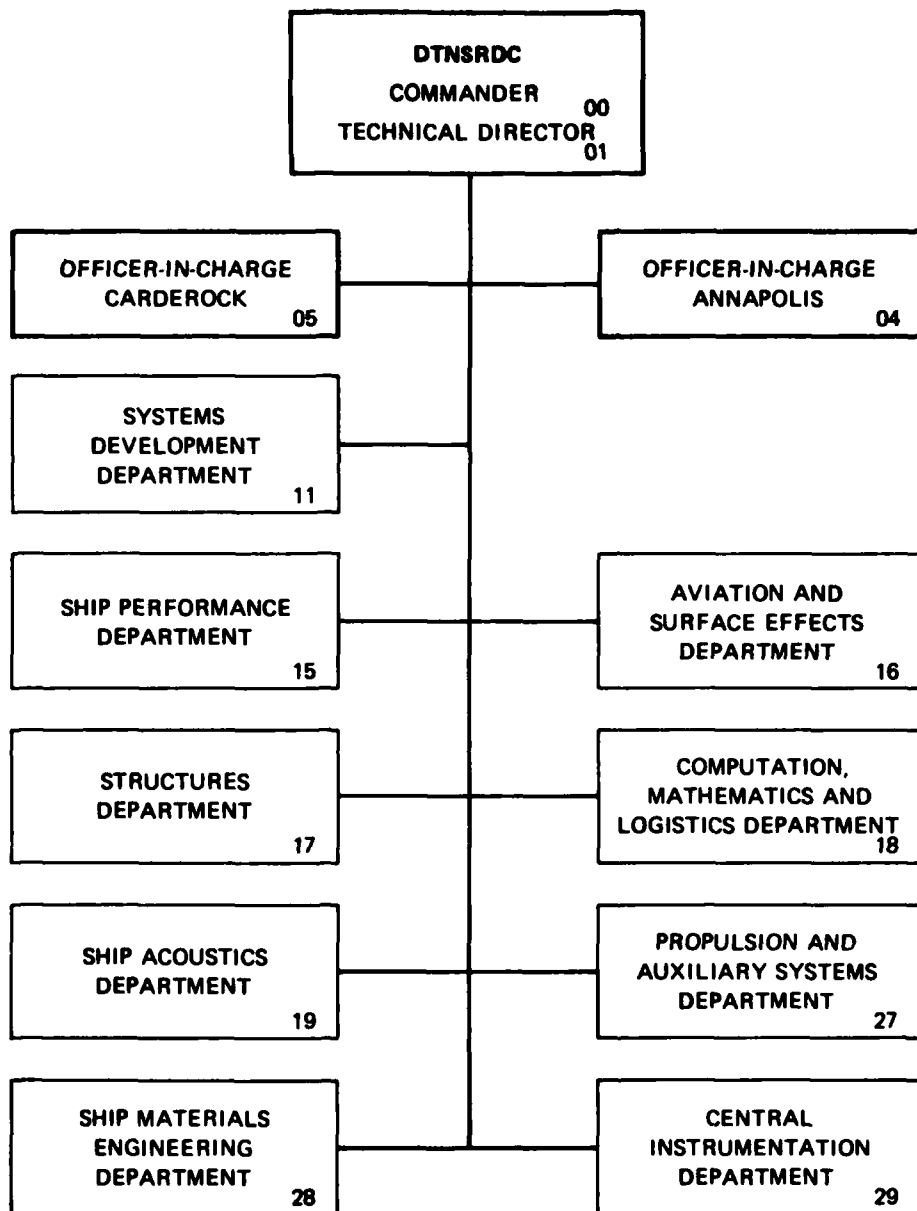 DTNSRDC
COMMANDER
00
TECHNICAL DIRECTOR
01
OFFICER-IN-CHARGE
CARDEROCK
05
OFFICER-IN-CHARGE
ANNAPOLIS
04
SYSTEMS
DEVELOPMENT
DEPARTMENT
11
SHIP PERFORMANCE
DEPARTMENT
15
AVIATION AND
SURFACE EFFECTS
DEPARTMENT
16
STRUCTURES
DEPARTMENT
17
COMPUTATION,
MATHEMATICS AND
LOGISTICS DEPARTMENT
18
SHIP ACOUSTICS
DEPARTMENT
19
PROPULSION AND
AUXILIARY SYSTEMS
DEPARTMENT
27
SHIP MATERIALS
ENGINEERING
DEPARTMENT
28
CENTRAL
INSTRUMENTATION
DEPARTMENT
29